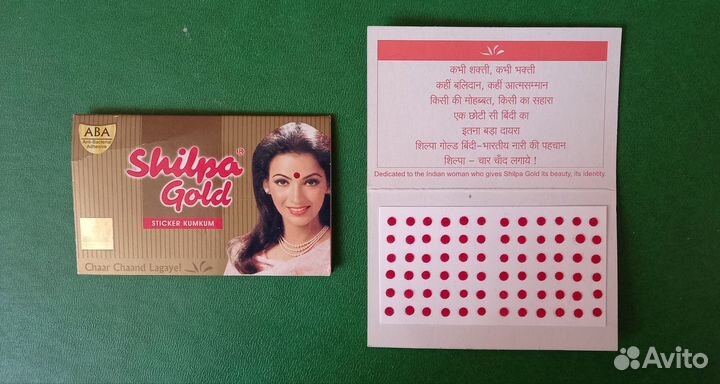 ABA
Anti-Bacterial
Adhesive
Shilpa®
Gold
STICKER KUMKUM
Chaar Chaand Lagaye!
कभी शक्ती, कभी भक्ती
कहीं बलिदान, कहीं आत्मसम्मान
किसी की मोहब्बत, किसी का सहारा
एक छोटी सी बिंदी का
इतना बड़ा दायरा
शिल्पा गोल्ड बिंदी-भारतीय नारी की पहचान
शिल्पा - चार चाँद लगाये !
Dedicated to the Indian woman who gives Shilpa Gold its beauty, its identity.
Avito